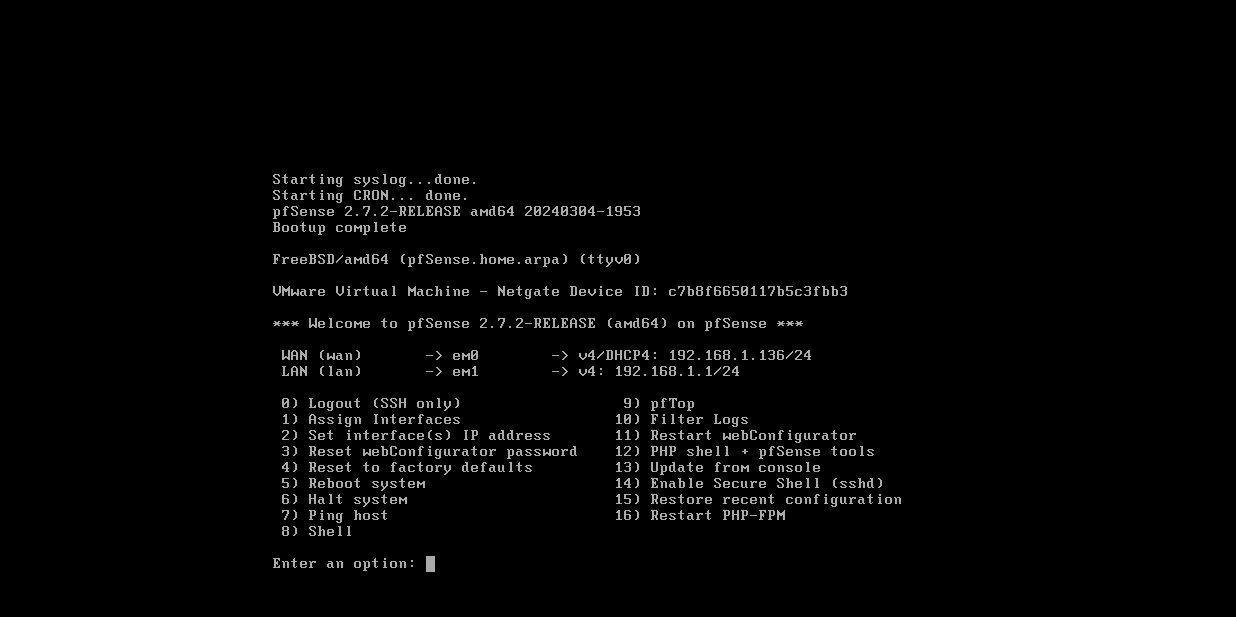 Starting syslog...done.
Starting CRON... done.
pfSense 2.7.2-RELEASE amd64 20240304-1953
Bootup complete
FreeBSD/amd64 (pfSense.home.arpa) (ttyv0)
VMware Virtual Machine - Netgate Device ID: c7b8f6650117b5c3fbb3
*** Welcome to pfSense 2.7.2-RELEASE (amd64) on pfSense ***
WAN (wan)       -> em0        -> v4/DHCP4: 192.168.1.136/24
LAN (lan)       -> em1        -> v4: 192.168.1.1/24
0) Logout (SSH only)                  9) pfTop
1) Assign Interfaces                 10) Filter Logs
2) Set interface(s) IP address       11) Restart webConfigurator
3) Reset webConfigurator password    12) PHP shell + pfSense tools
4) Reset to factory defaults         13) Update from console
5) Reboot system                     14) Enable Secure Shell (sshd)
6) Halt system                       15) Restore recent configuration
7) Ping host                         16) Restart PHP-FPM
8) Shell
Enter an option: